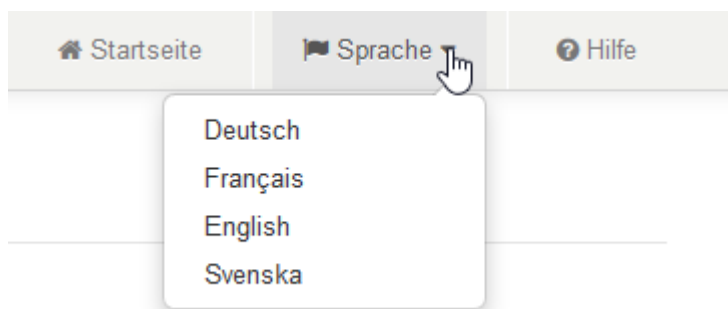 Startseite Sprache Hilfe
Deutsch
Français
English
Svenska